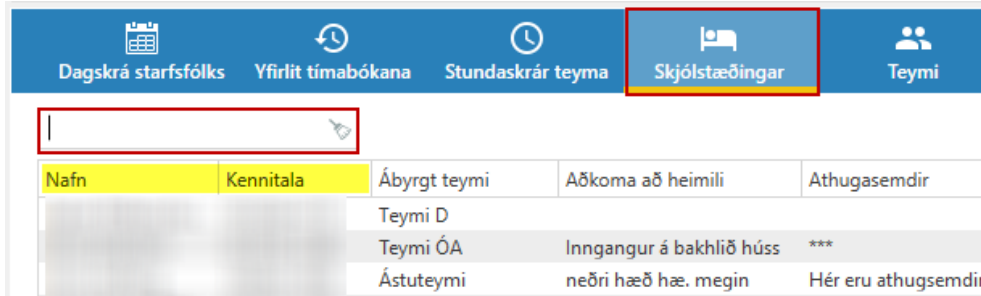 Dagskrá starfsfólks Yfirlit tímabókana Stundaskrár teyma Skjólstæðingar Teymi
Nafn Kennitala Ábyrgt teymi Aðkoma að heimili Athugasemdir
Teymi D
Teymi ÓA Inngangur á bakhlið húss ***
Ástuteymi neðri hæð hæ. megin Hér eru athugsemdir